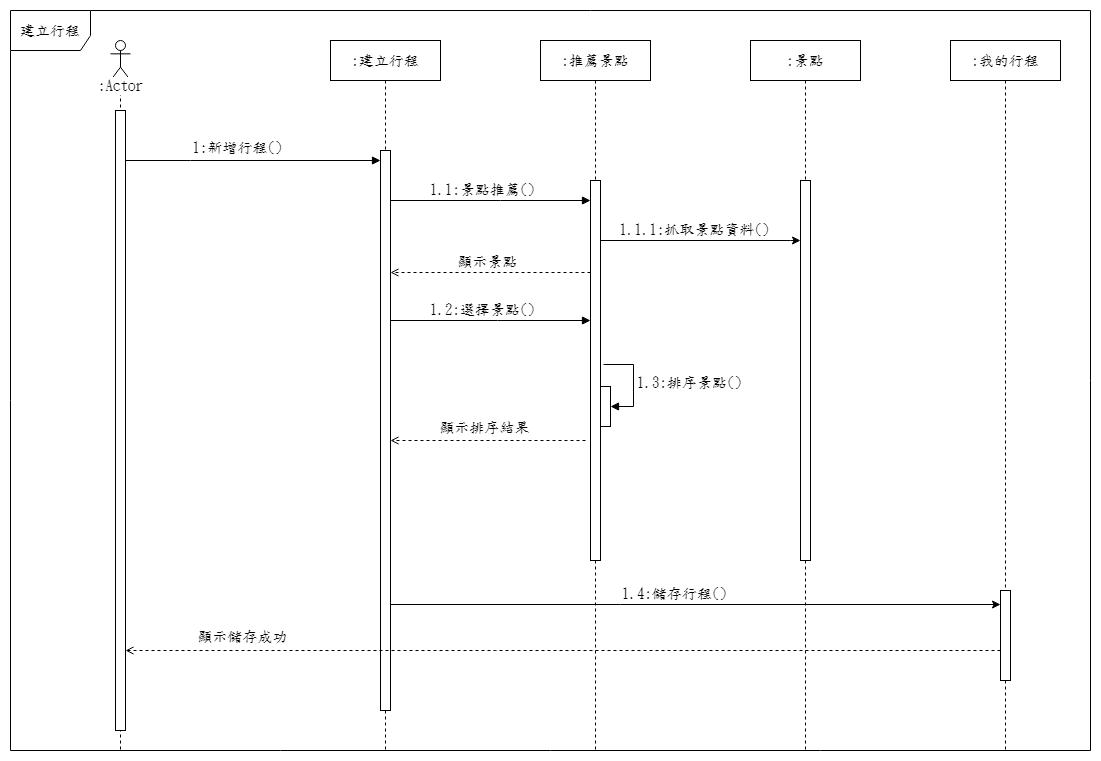 建立行程
:Actor
:建立行程
:推薦景點
:景點
:我的行程
1:新增行程()
1.1:景點推薦()
1.1.1:抓取景點資料()
顯示景點
1.2:選擇景點()
1.3:排序景點()
顯示排序結果
1.4:儲存行程()
顯示儲存成功